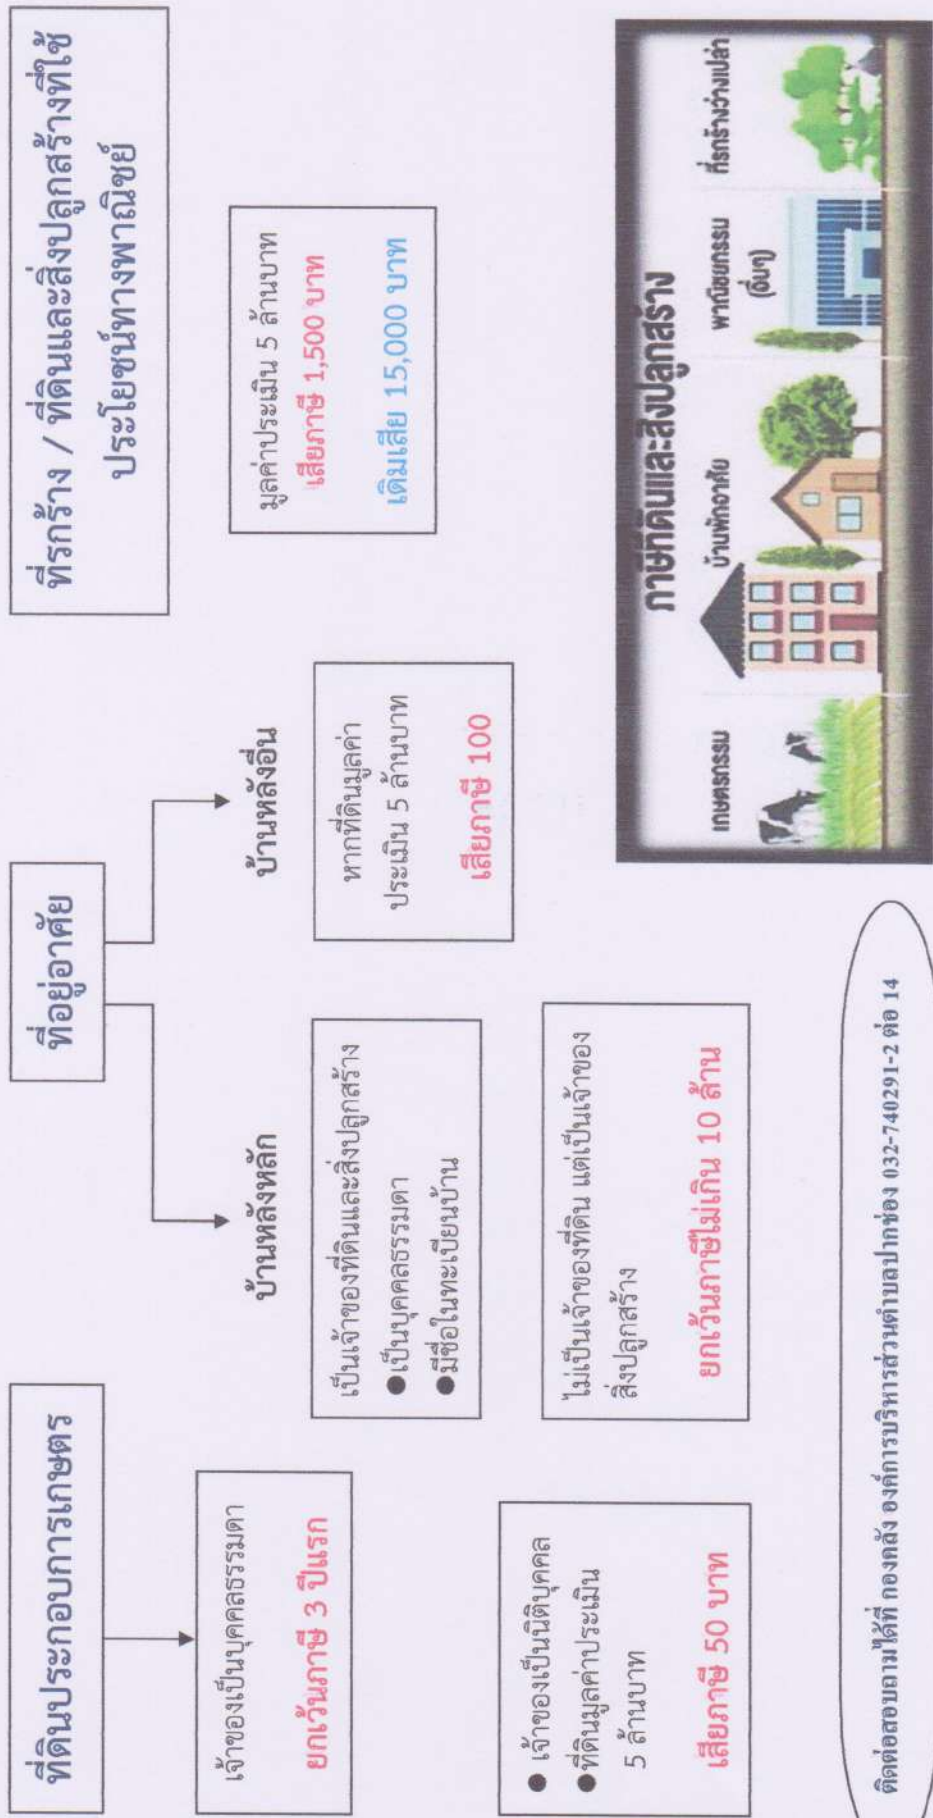 ที่ดินประกอบการเกษตร
เจ้าของเป็นบุคคลธรรมดา
ยกเว้นภาษี 3 ปีแรก
● เจ้าของเป็นนิติบุคคล
●ที่ดินมูลค่าประเมิน
5 ล้านบาท
เสียภาษี 50 บาท
ที่อยู่อาศัย
บ้านหลังหลัก
เป็นเจ้าของที่ดินและสิ่งปลูกสร้าง
●เป็นบุคคลธรรมดา
●มีชื่อในทะเบียนบ้าน
ไม่เป็นเจ้าของที่ดิน แต่เป็นเจ้าของ
สิ่งปลูกสร้าง
ยกเว้นภาษีไม่เกิน 10 ล้าน
บ้านหลังอื่น
หากที่ดินมูลค่า
ประเมิน 5 ล้านบาท
เสียภาษี 100
ที่รกร้าง / ที่ดินและสิ่งปลูกสร้างที่ใช้
ประโยชน์ทางพาณิชย์
มูลค่าประเมิน 5 ล้านบาท
เสียภาษี 1,500 บาท
เดิมเสีย 15,000 บาท
ภาษีที่ดินและสิ่งปลูกสร้าง
เกษตรกรรม
บ้านพักอาศัย
พาณิชยกรรม
(อื่นๆ)
ที่รกร้างว่างเปล่า
ติดต่อสอบถามได้ที่ กองคลัง องค์การบริหารส่วนตำบลปากช่อง 032-740291-2 ต่อ 14